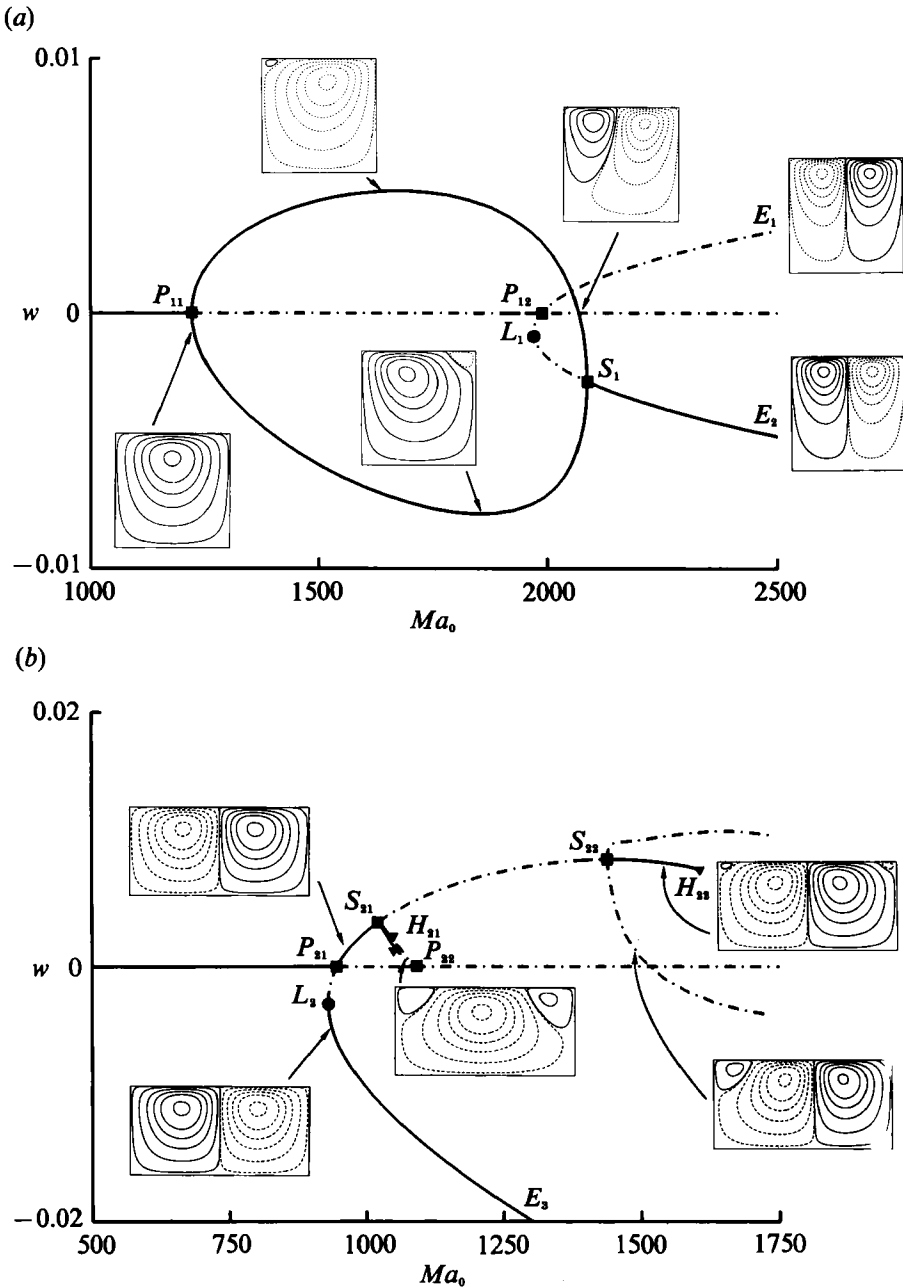 (a)
0.01
E₁
P₁₁
P₁₂
w
0
L₁
S₁
E₂
−0.01
1000
1500
2000
2500
Ma₀
(b)
0.02
S₂₂
H₂₂
S₂₁
H₂₁
P₂₁
P₂₂
w
0
L₂
E₃
−0.02
500
750
1000
1250
1500
1750
Ma₀